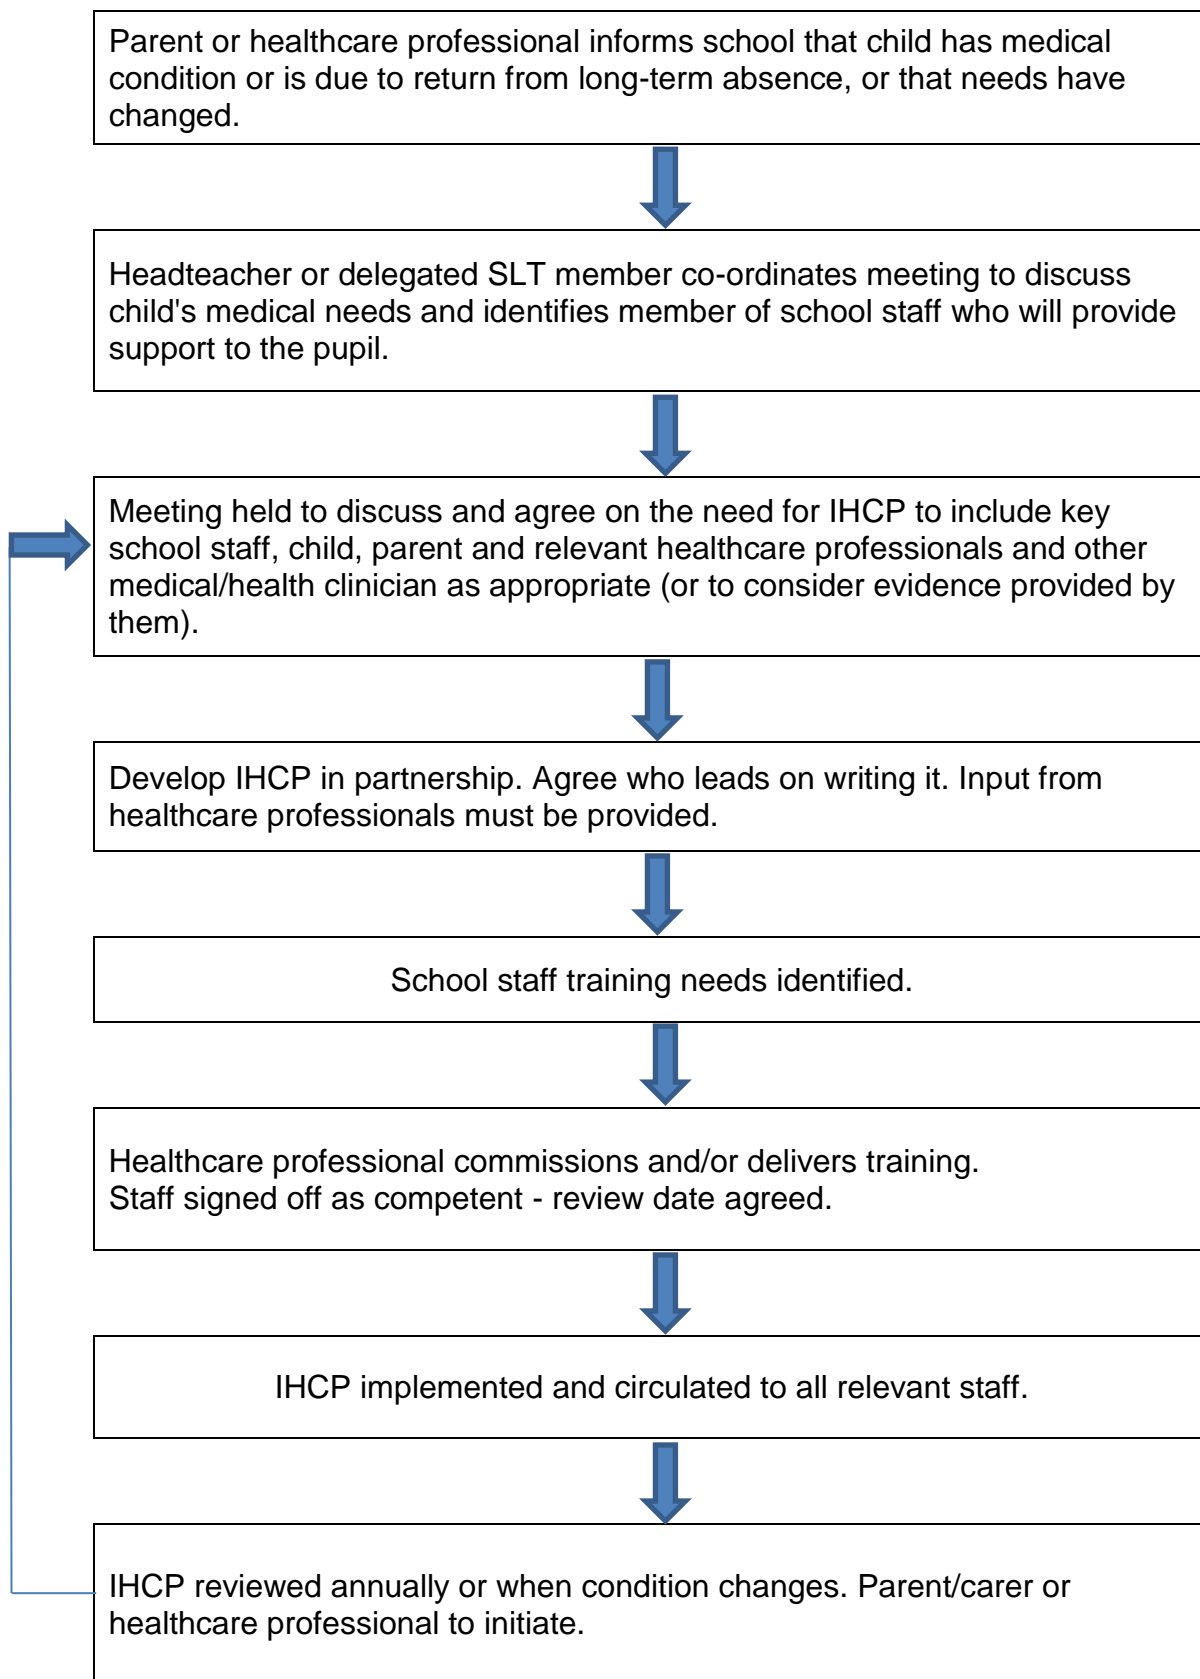 Parent or healthcare professional informs school that child has medical
condition or is due to return from long-term absence, or that needs have
changed.
Headteacher or delegated SLT member co-ordinates meeting to discuss
child's medical needs and identifies member of school staff who will provide
support to the pupil.
Meeting held to discuss and agree on the need for IHCP to include key
school staff, child, parent and relevant healthcare professionals and other
medical/health clinician as appropriate (or to consider evidence provided by
them).
Develop IHCP in partnership. Agree who leads on writing it. Input from
healthcare professionals must be provided.
School staff training needs identified.
Healthcare professional commissions and/or delivers training.
Staff signed off as competent - review date agreed.
IHCP implemented and circulated to all relevant staff.
IHCP reviewed annually or when condition changes. Parent/carer or
healthcare professional to initiate.